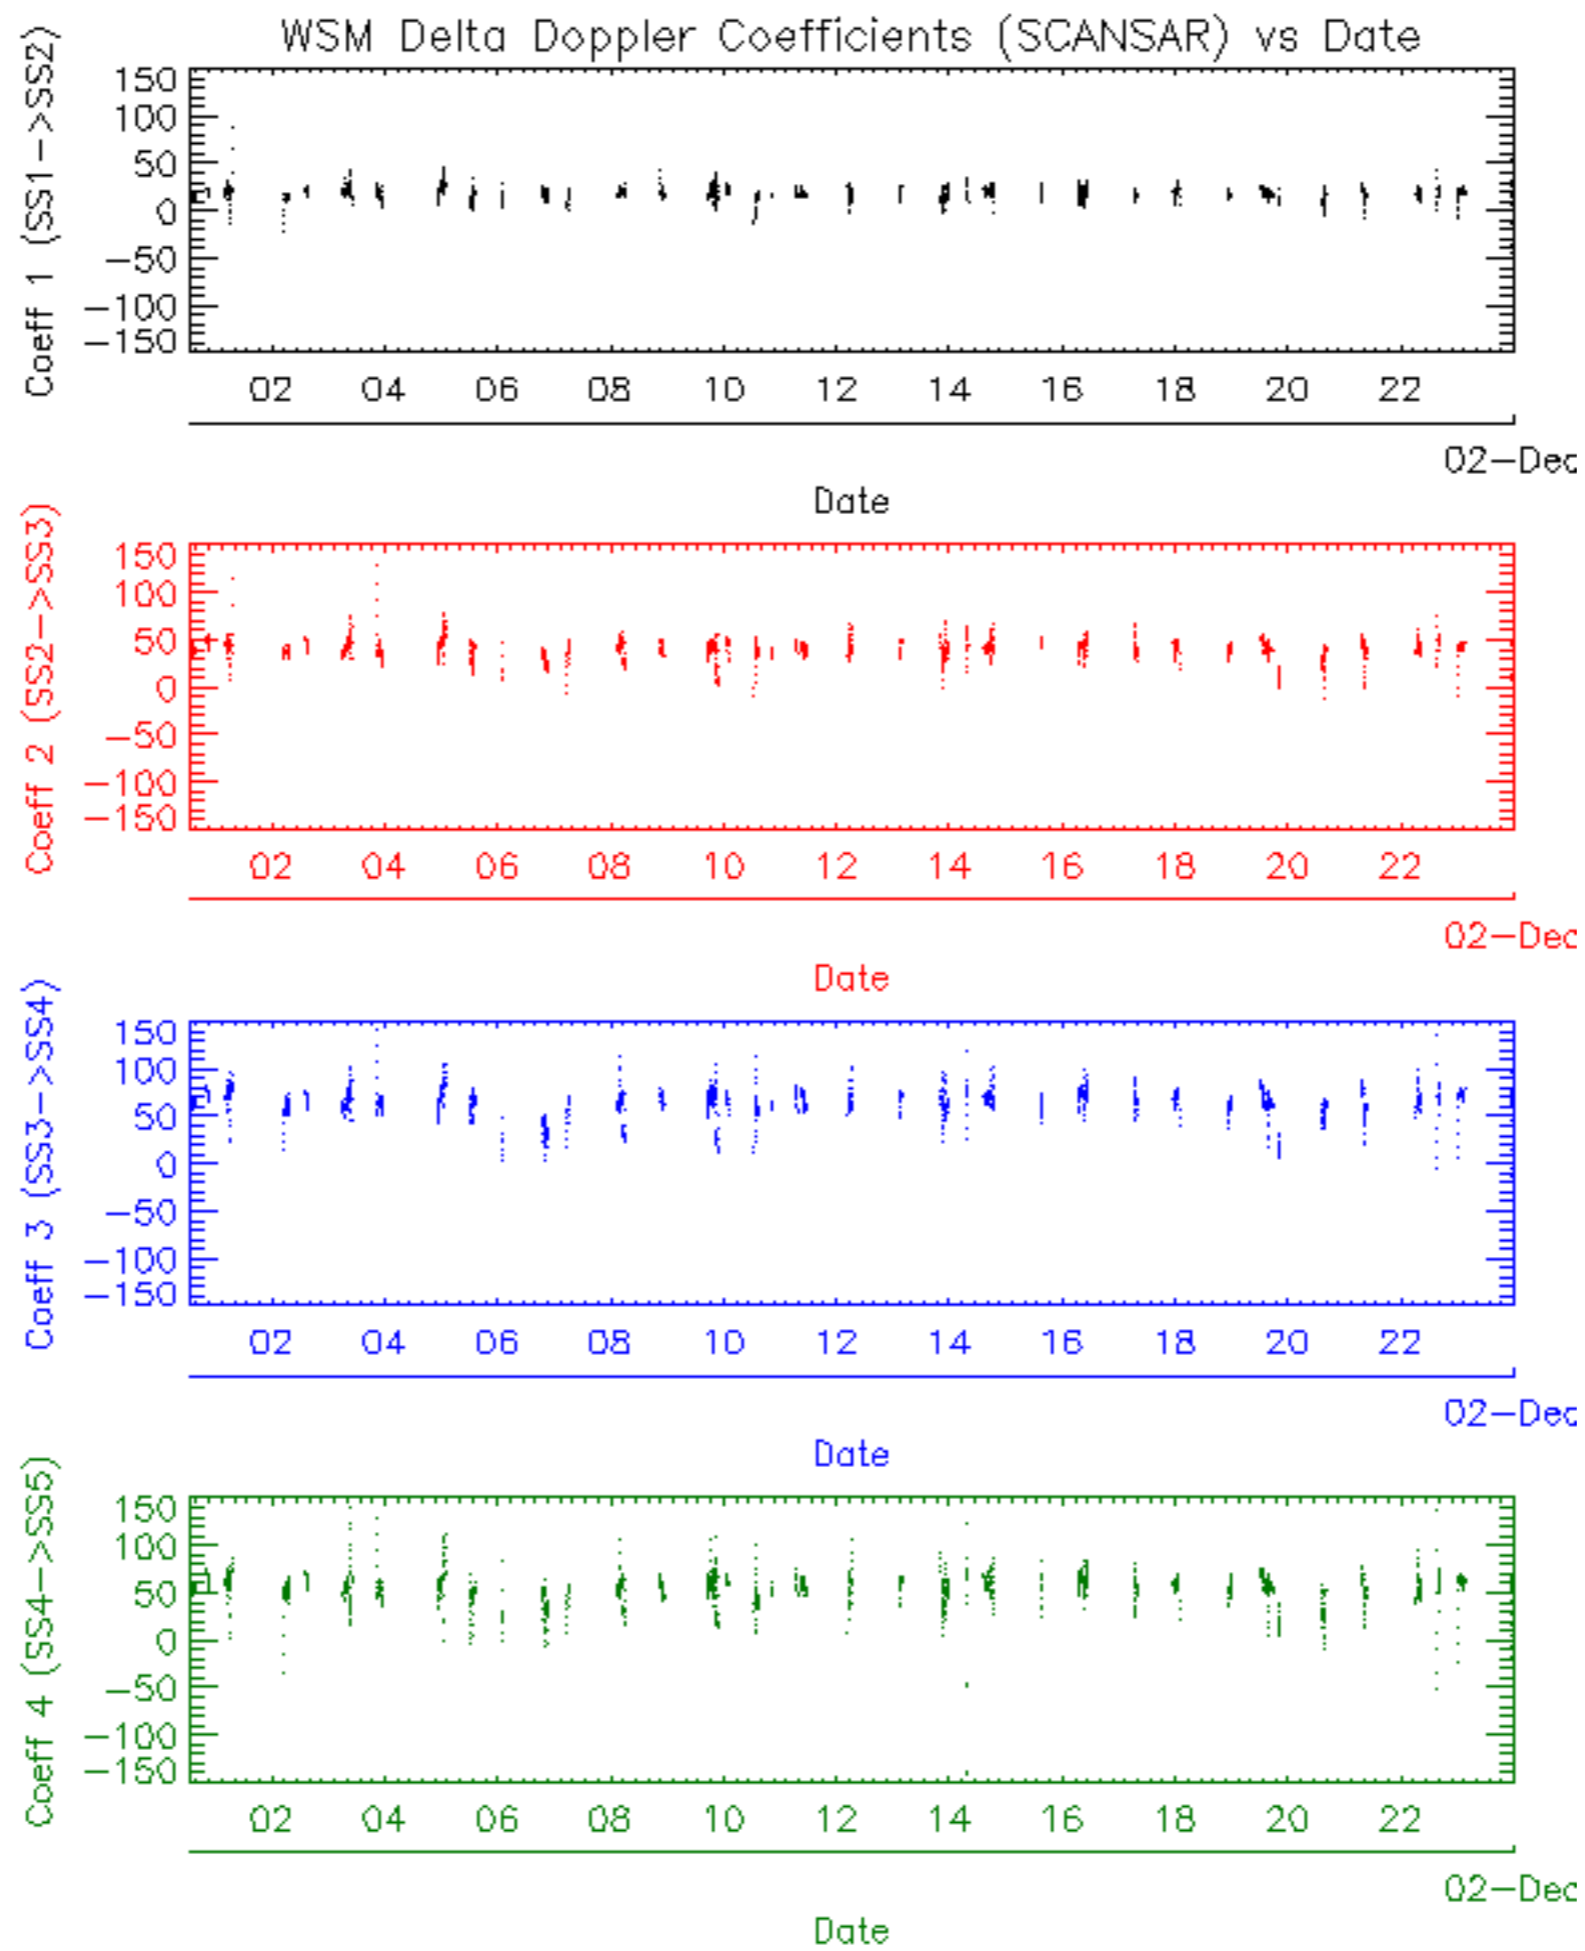 WSM Delta Doppler Coefficients (SCANSAR) vs Date
Coeff 1 (SS1->SS2)
150
100
50
0
-50
-100
-150
02 04 06 08 10 12 14 16 18 20 22
02-Dec
Date
Coeff 2 (SS2->SS3)
150
100
50
0
-50
-100
-150
02 04 06 08 10 12 14 16 18 20 22
02-Dec
Date
Coeff 3 (SS3->SS4)
150
100
50
0
-50
-100
-150
02 04 06 08 10 12 14 16 18 20 22
02-Dec
Date
Coeff 4 (SS4->SS5)
150
100
50
0
-50
-100
-150
02 04 06 08 10 12 14 16 18 20 22
02-Dec
Date